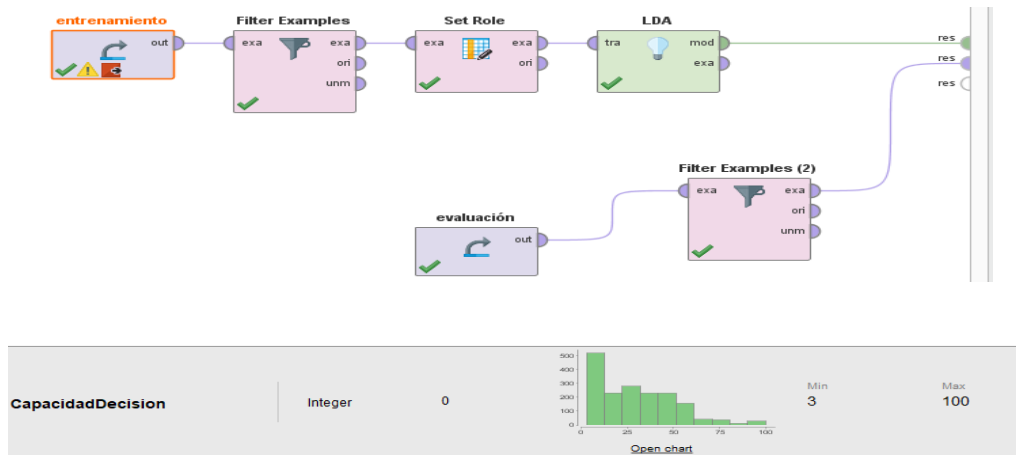 entrenamiento
Filter Examples
Set Role
LDA
out
exa
exa
ori
unm
exa
exa
ori
tra
mod
exa
res
res
res
Filter Examples (2)
exa
exa
ori
unm
evaluación
out
CapacidadDecision
Integer
0
500
400
300
200
100
0
0 25 50 75 100
Open chart
Min
3
Max
100